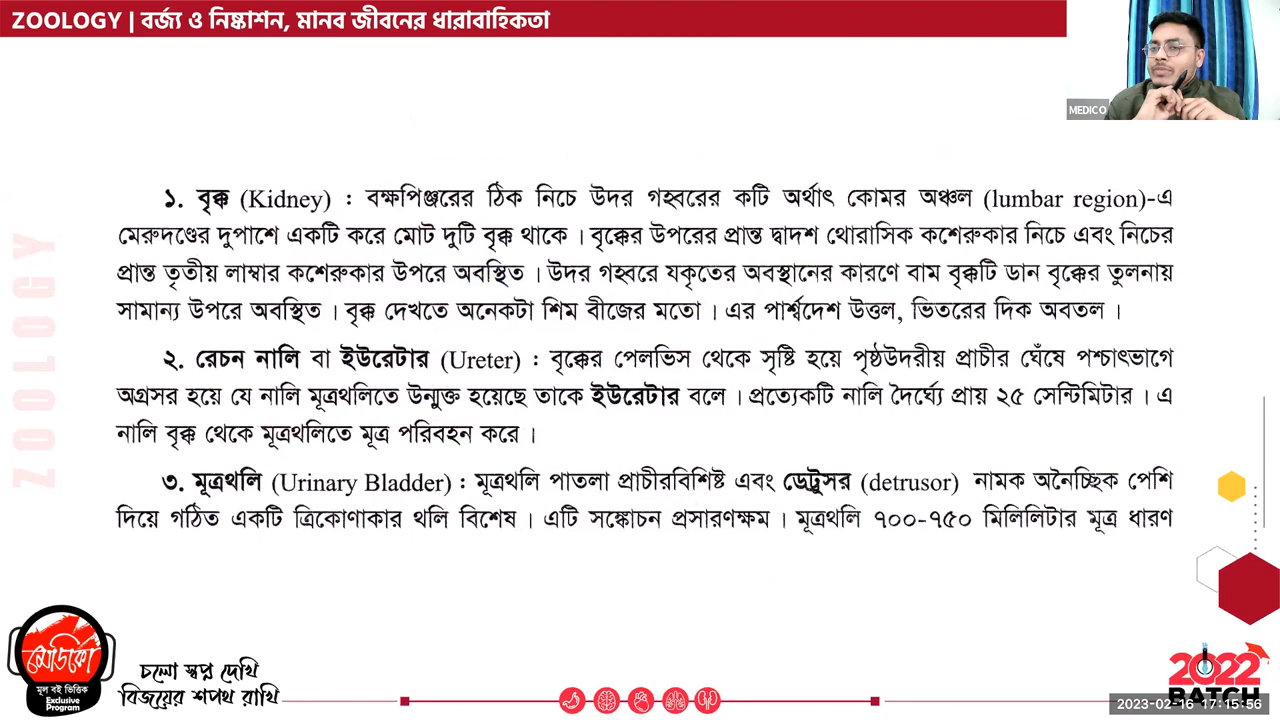 ZOOLOGY | বর্জ্য ও নিষ্কাশন, মানব জীবনের ধারাবাহিকতা
MEDICO
১. বৃক্ক (Kidney) : বক্ষপিঞ্জরের ঠিক নিচে উদর গহ্বরের কটি অর্থাৎ কোমর অঞ্চল (lumbar region)-এ
মেরুদণ্ডের দুপাশে একটি করে মোট দুটি বৃক্ক থাকে। বৃক্কের উপরের প্রান্ত দ্বাদশ থোরাসিক কশেরুকার নিচে এবং নিচের
প্রান্ত তৃতীয় লাম্বার কশেরুকার উপরে অবস্থিত। উদর গহ্বরে যকৃতের অবস্থানের কারণে বাম বৃক্কটি ডান বৃক্কের তুলনায়
সামান্য উপরে অবস্থিত। বৃক্ক দেখতে অনেকটা শিম বীজের মতো। এর পার্শ্বদেশ উত্তল, ভিতরের দিক অবতল।
২. রেচন নালি বা ইউরেটার (Ureter) : বৃক্কের পেলভিস থেকে সৃষ্টি হয়ে পৃষ্ঠউদরীয় প্রাচীর ঘেঁষে পশ্চাৎভাগে
অগ্রসর হয়ে যে নালি মূত্রথলিতে উন্মুক্ত হয়েছে তাকে ইউরেটার বলে। প্রত্যেকটি নালি দৈর্ঘ্যে প্রায় ২৫ সেন্টিমিটার। এ
নালি বৃক্ক থেকে মূত্রথলিতে মূত্র পরিবহন করে।
৩. মূত্রথলি (Urinary Bladder) : মূত্রথলি পাতলা প্রাচীরবিশিষ্ট এবং ডেট্রুসর (detrusor) নামক অনৈচ্ছিক পেশি
দিয়ে গঠিত একটি ত্রিকোণাকার থলি বিশেষ। এটি সঙ্কোচন প্রসারণক্ষম। মূত্রথলি ৭০০-৭৫০ মিলিলিটার মূত্র ধারণ
ZOOLOGY
মেডিকো
মূল বই ভিত্তিক
Exclusive
Program
চলো স্বপ্ন দেখি
বিজয়ের শপথ রাখি
2022
BATCH
2023-02-16 17:15:56